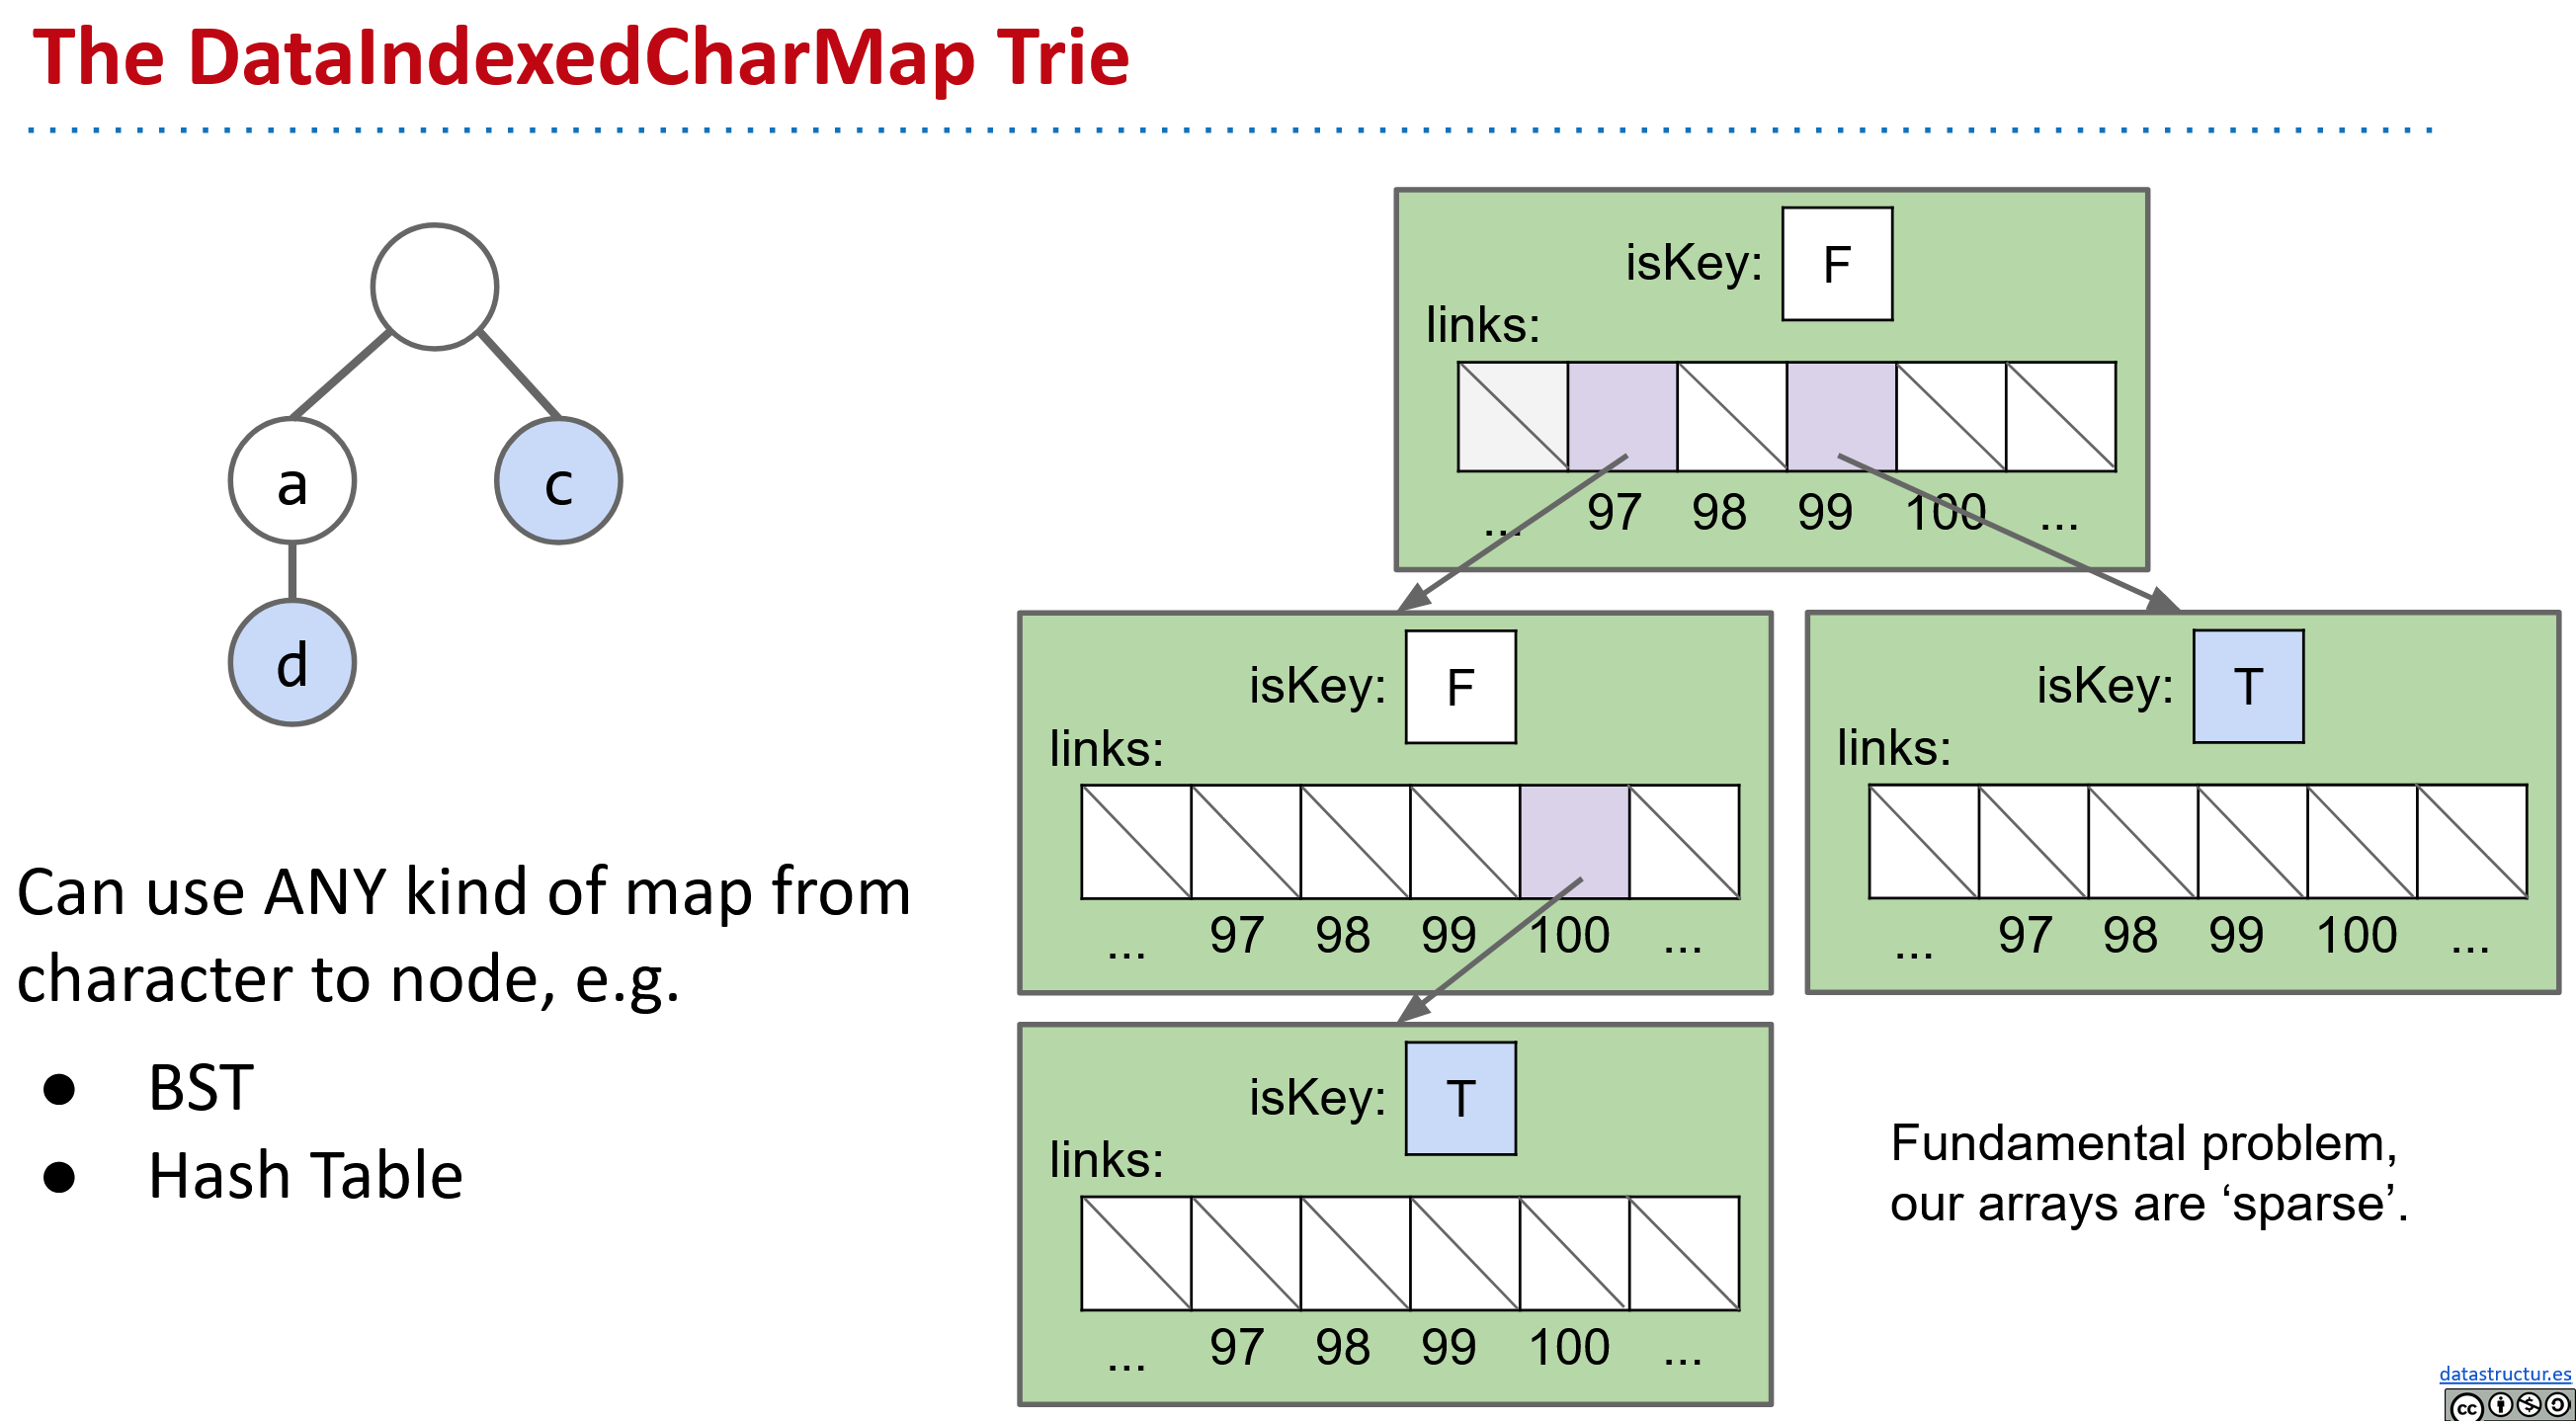 The DataIndexedCharMap Trie
a
c
d
Can use ANY kind of map from
character to node, e.g.
● BST
● Hash Table
isKey: F
links:
... 97 98 99 100 ...
isKey: F
links:
... 97 98 99 100 ...
isKey: T
links:
... 97 98 99 100 ...
isKey: T
links:
... 97 98 99 100 ...
Fundamental problem,
our arrays are ‘sparse’.
datastructur.es
cc